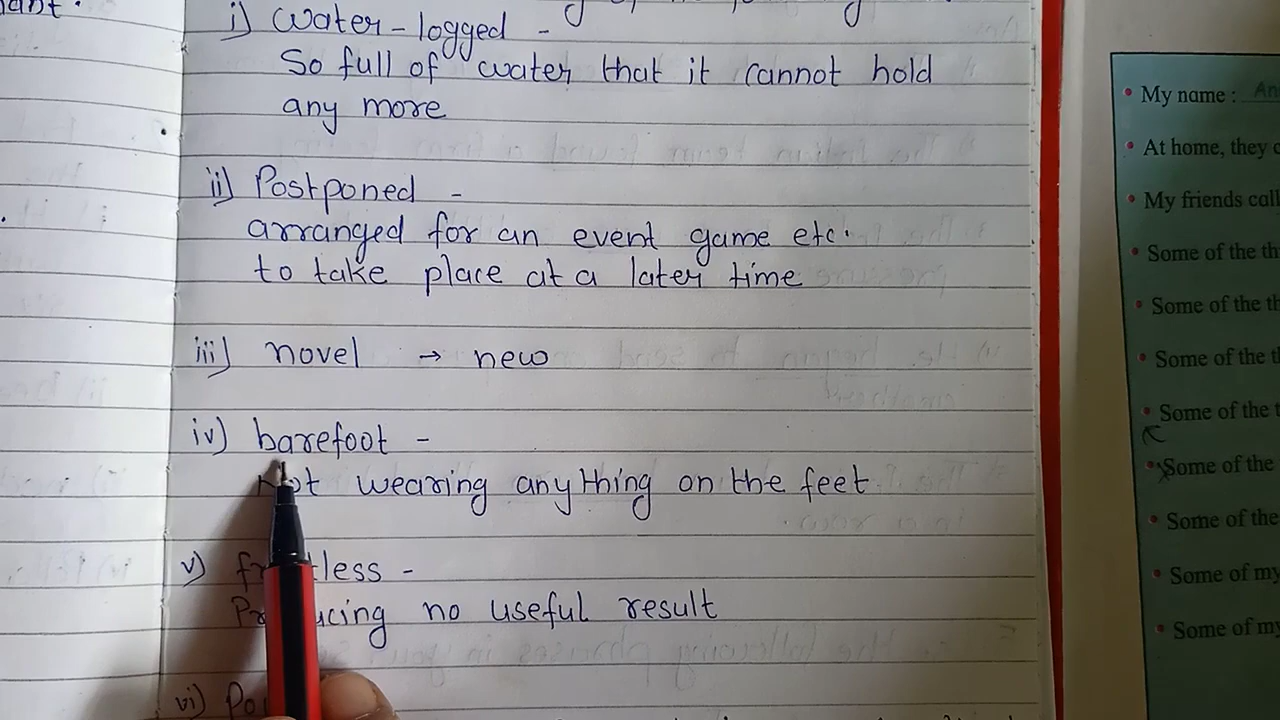 i) water-logged -
So full of water that it cannot hold
any more
ii) Postponed -
arranged for an event game etc.
to take place at a later time
iii) novel → new
iv) barefoot -
Not wearing anything on the feet
v)
no useful result
vi)
• My name : An
• At home, they
• My friends call
• Some of the
• Some of the
• Some of the
• Some of the
• Some of the
• Some of the
• Some of my
• Some of my